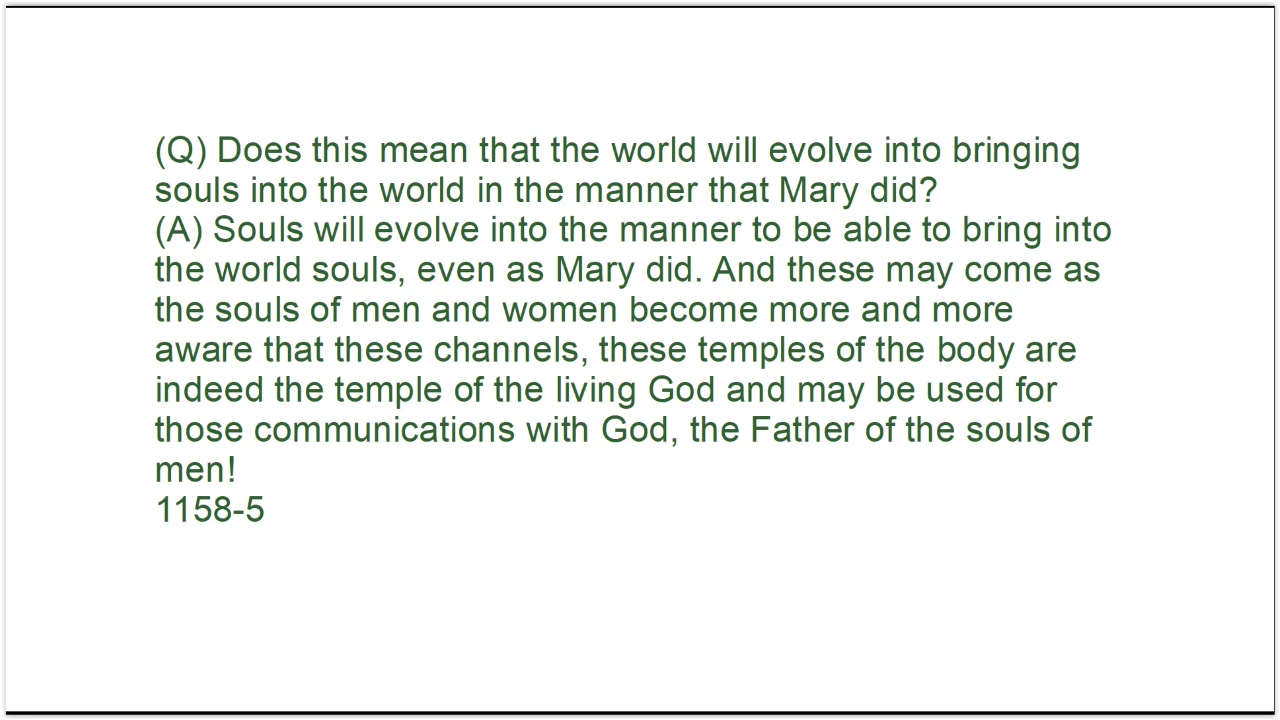 (Q) Does this mean that the world will evolve into bringing
souls into the world in the manner that Mary did?
(A) Souls will evolve into the manner to be able to bring into
the world souls, even as Mary did. And these may come as
the souls of men and women become more and more
aware that these channels, these temples of the body are
indeed the temple of the living God and may be used for
those communications with God, the Father of the souls of
men!
1158-5